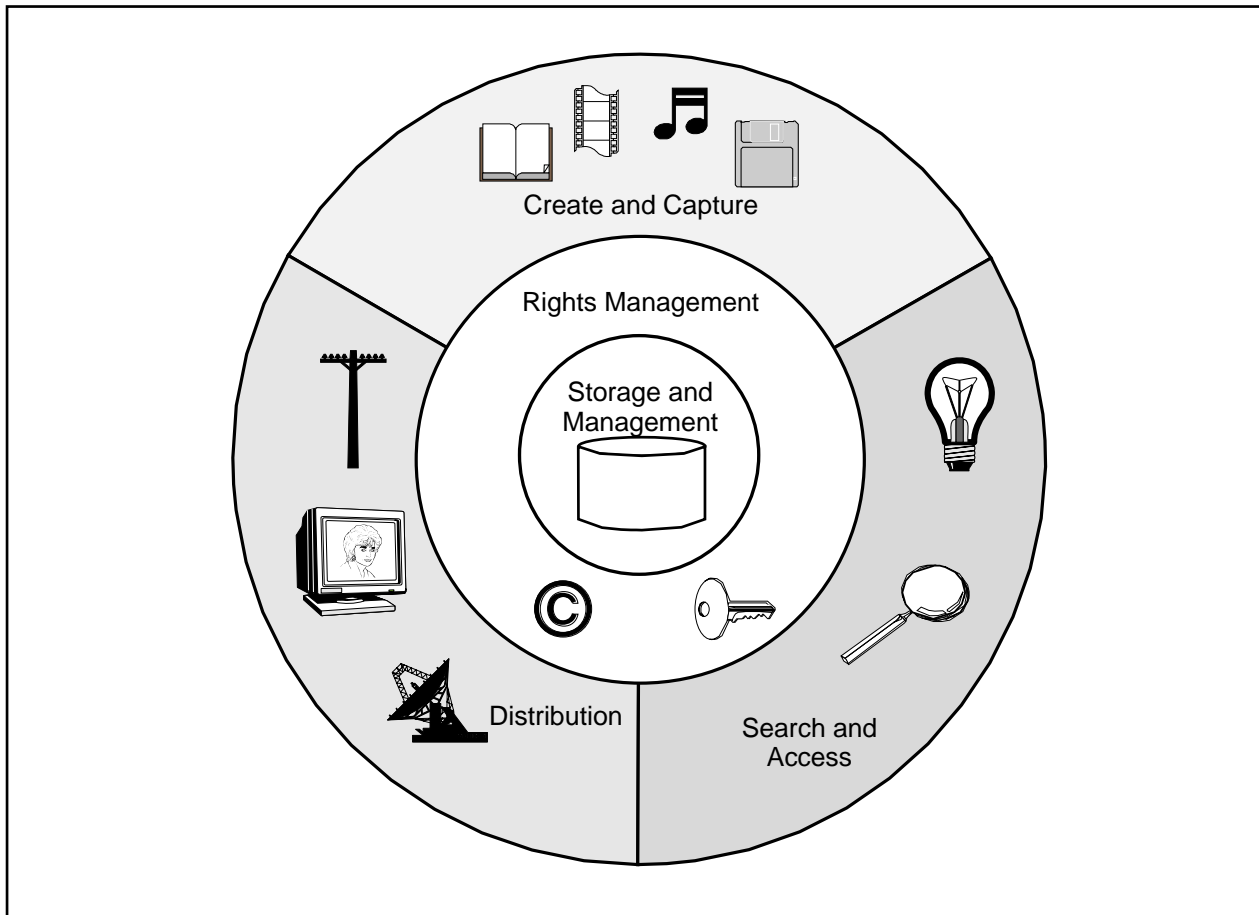 Create and Capture
Rights Management
Storage and
Management
©
Distribution
Search and
Access